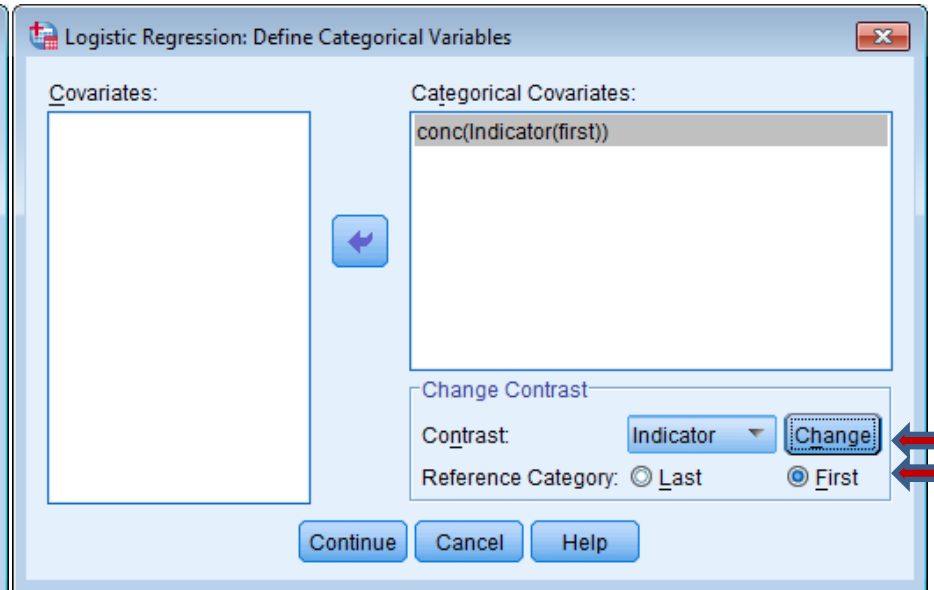 Logistic Regression: Define Categorical Variables
Covariates:
Categorical Covariates:
conc(Indicator(first))
Change Contrast
Contrast: Indicator Change
Reference Category: Last First
Continue Cancel Help